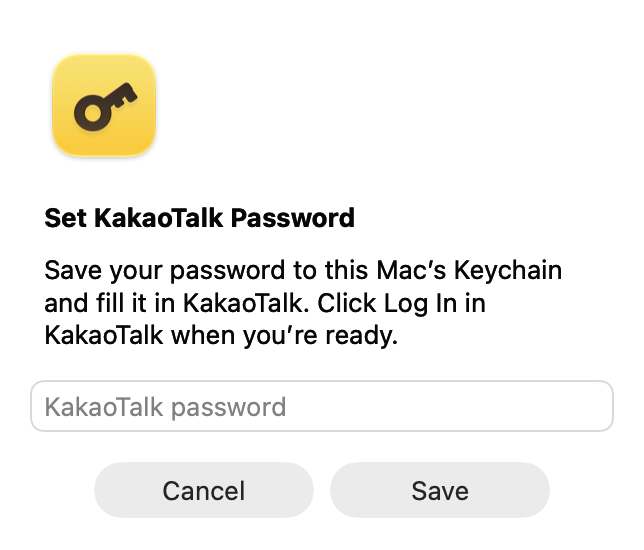 Set KakaoTalk Password
Save your password to this Mac’s Keychain
and fill it in KakaoTalk. Click Log In in
KakaoTalk when you’re ready.
KakaoTalk password
Cancel
Save